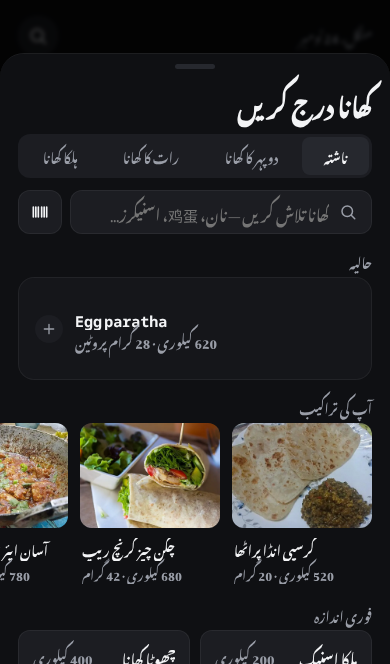 کھانا درج کریں
ناشتہ
دوپہر کا کھانا
رات کا کھانا
ہلکا کھانا
کھانا تلاش کریں — نان، 鸡蛋، اسنیکرز...
حالیہ
Egg paratha
620 کیلوری · 28 گرام پروٹین
آپ کی تراکیب
کرسپی انڈا پراٹھا
520 کیلوری · 20 گرام
چکن چیز کرنچ ریپ
680 کیلوری · 42 گرام
آسان ایئر
780
فوری اندازہ
ہلکا اسنیک
200 کیلوری
چھوٹا کھانا
400 کیلوری